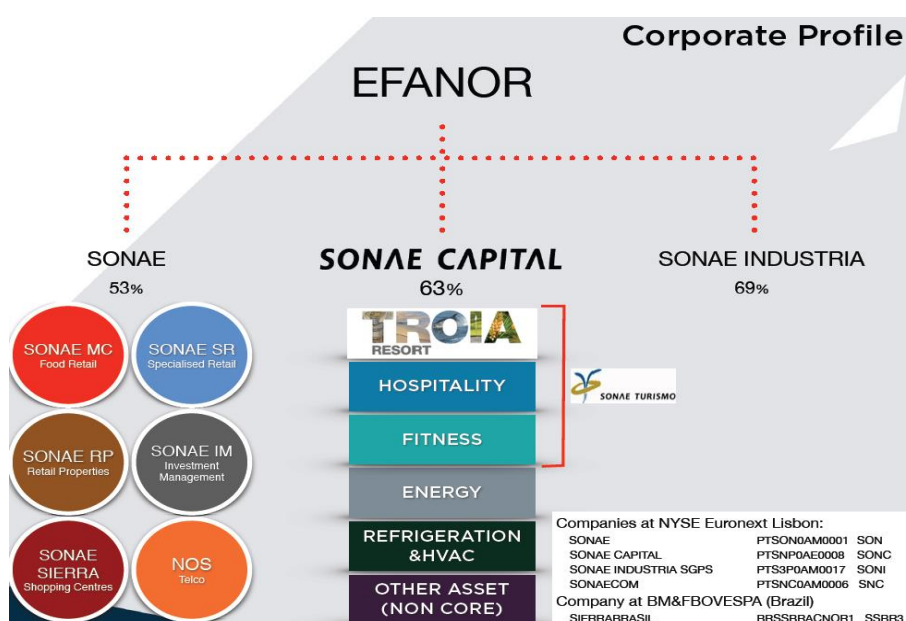 Corporate Profile
EFANOR
SONAE
53%
SONAE CAPITAL
63%
SONAE INDUSTRIA
69%
SONAE MC
Food Retail
SONAE SR
Specialised Retail
SONAE RP
Retail Properties
SONAE IM
Investment
Management
SONAE
SIERRA
Shopping Centres
NOS
Telco
TROIA
RESORT
HOSPITALITY
FITNESS
ENERGY
REFRIGERATION
&HVAC
OTHER ASSET
(NON CORE)
SONAE TURISMO
Companies at NYSE Euronext Lisbon:
SONAE PTSON0AM0001 SON
SONAE CAPITAL PTSNP0AE0008 SONC
SONAE INDUSTRIA SGPS PTS3P0AM0017 SONI
SONAECOM PTSNC0AM0006 SNC
Company at BM&FBOVESPA (Brazil)
SIERRABRASIL BRSSBRACNOR1 SSBR3